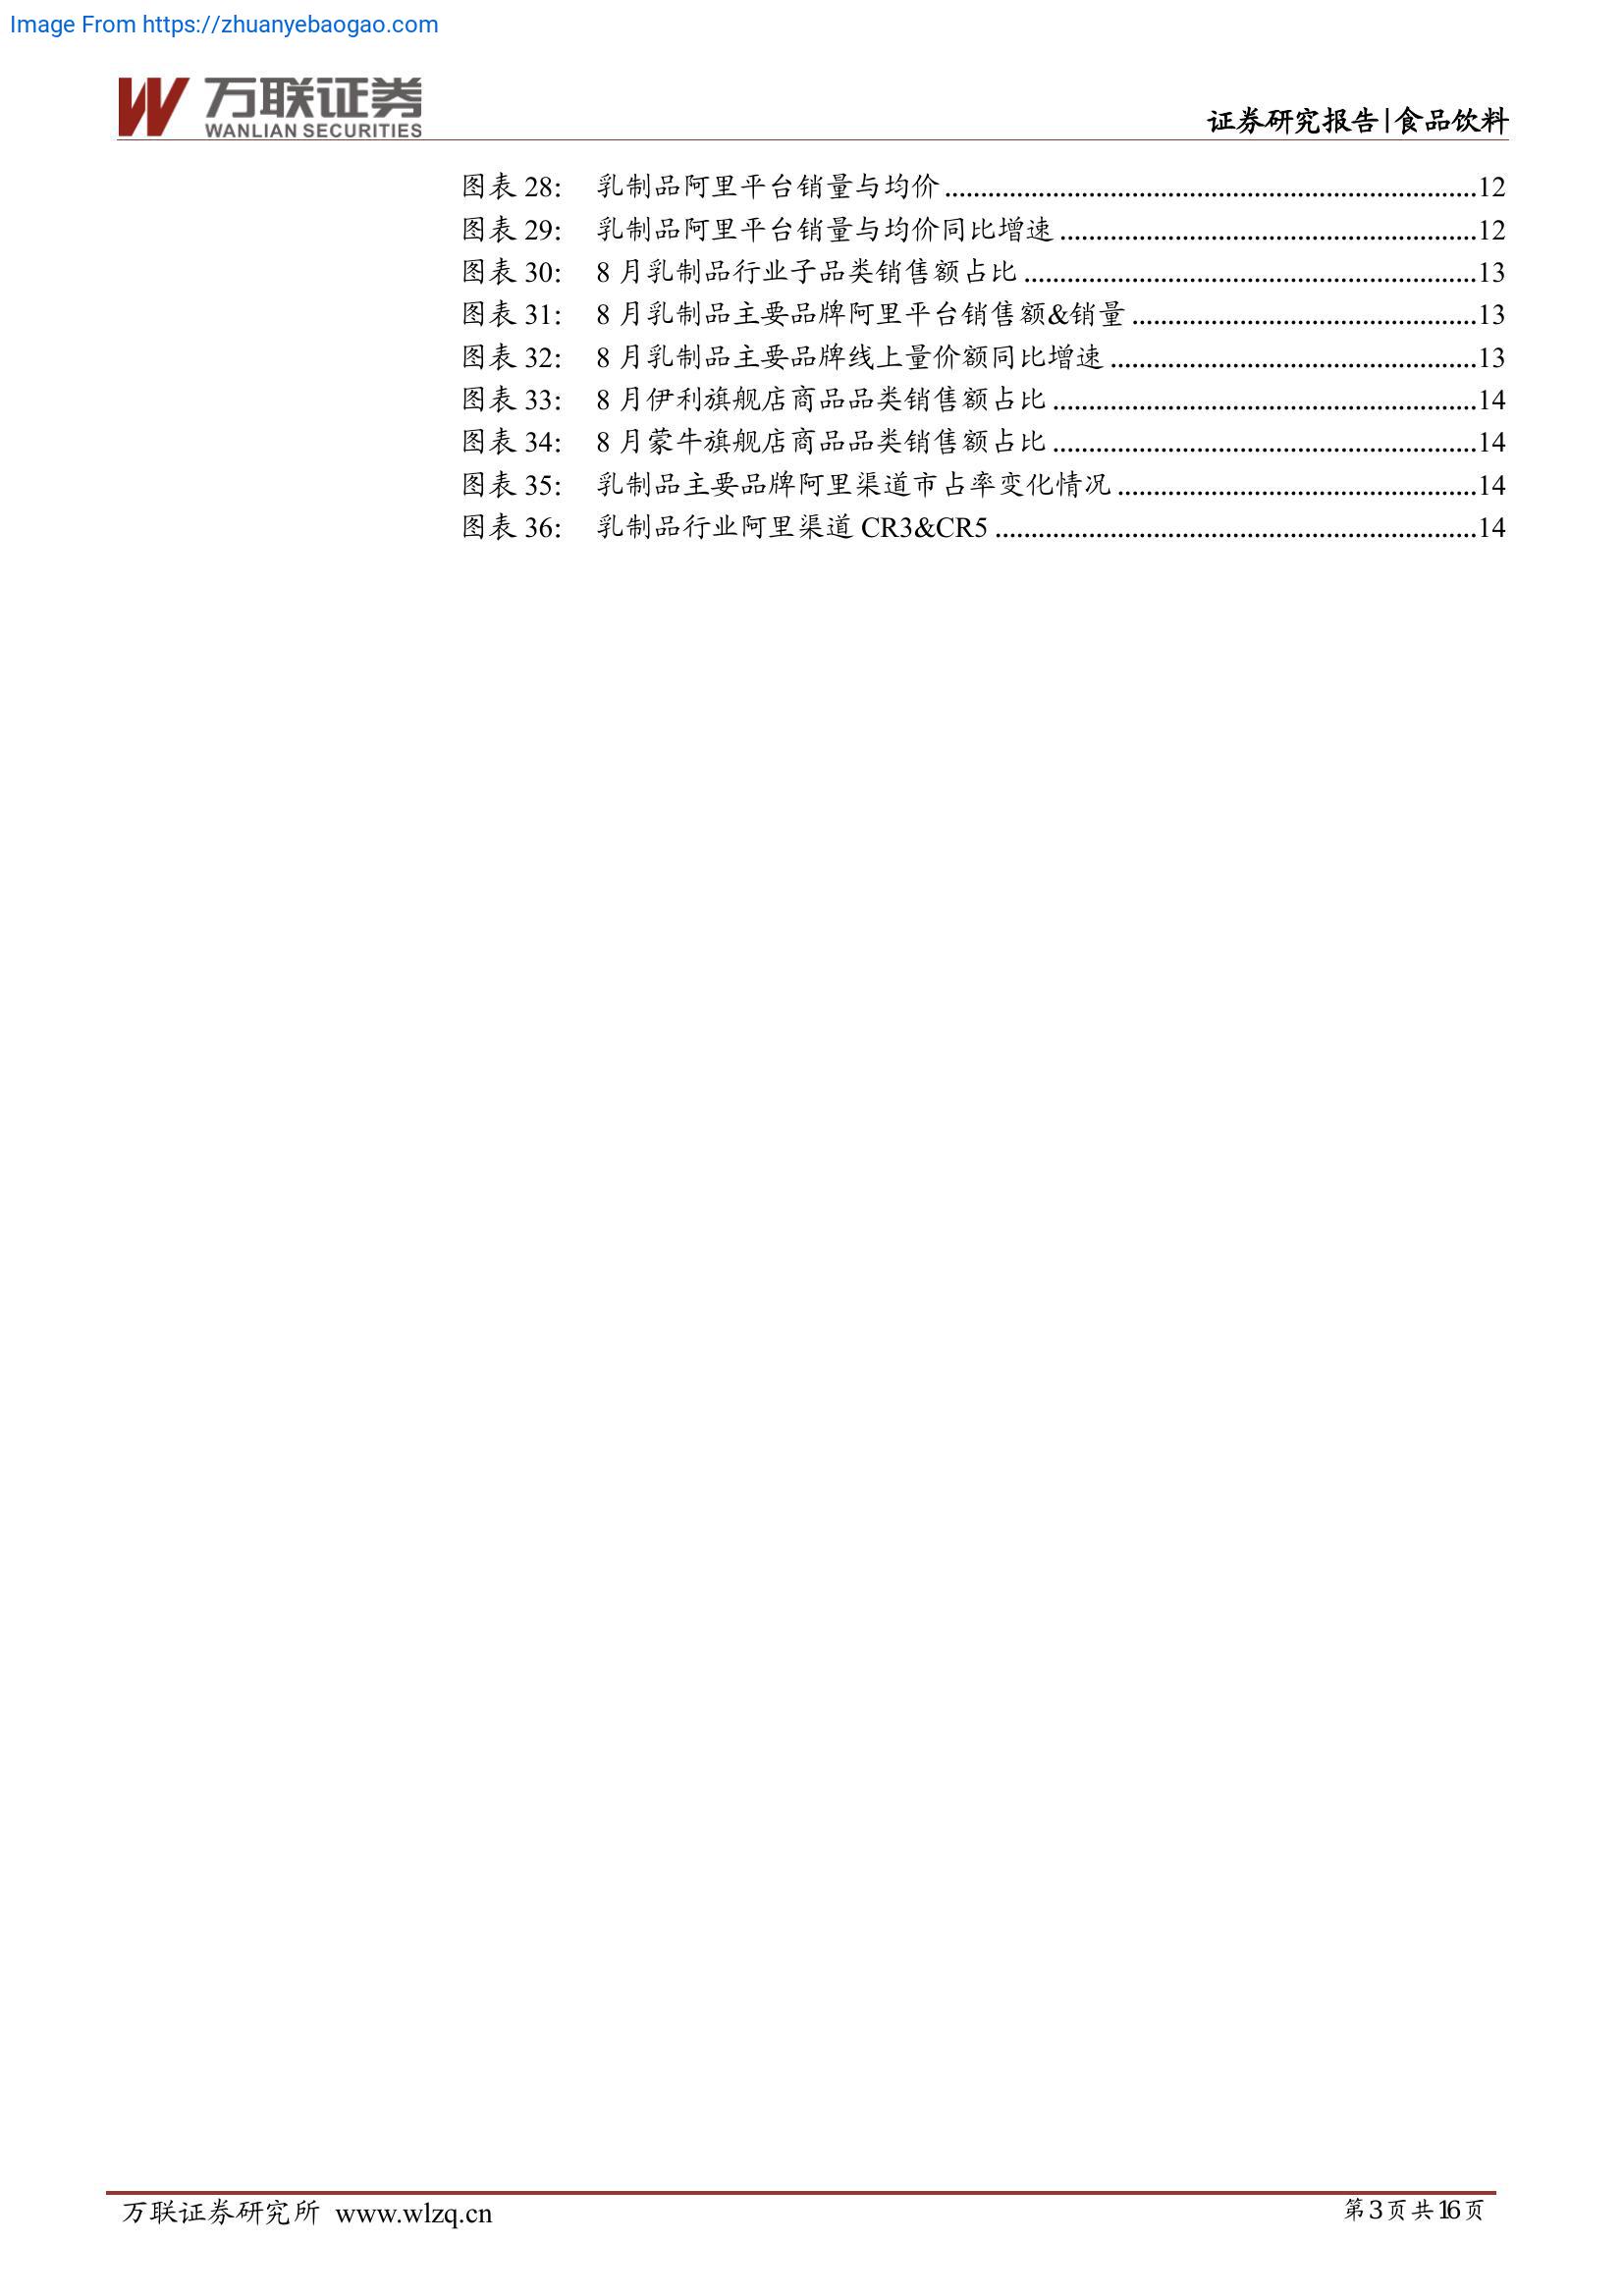 Image From https://zhuanyebaogao.com
万联证券
WANLIAN SECURITIES
证券研究报告|食品饮料
图表 28: 乳制品阿里平台销量与均价..........................................................................12
图表 29: 乳制品阿里平台销量与均价同比增速..........................................................12
图表 30: 8 月乳制品行业子品类销售额占比...............................................................13
图表 31: 8 月乳制品主要品牌阿里平台销售额&销量................................................13
图表 32: 8 月乳制品主要品牌线上量价额同比增速...................................................13
图表 33: 8 月伊利旗舰店商品品类销售额占比...........................................................14
图表 34: 8 月蒙牛旗舰店商品品类销售额占比...........................................................14
图表 35: 乳制品主要品牌阿里渠道市占率变化情况..................................................14
图表 36: 乳制品行业阿里渠道 CR3&CR5...................................................................14
万联证券研究所 www.wlzq.cn
第3页共16页